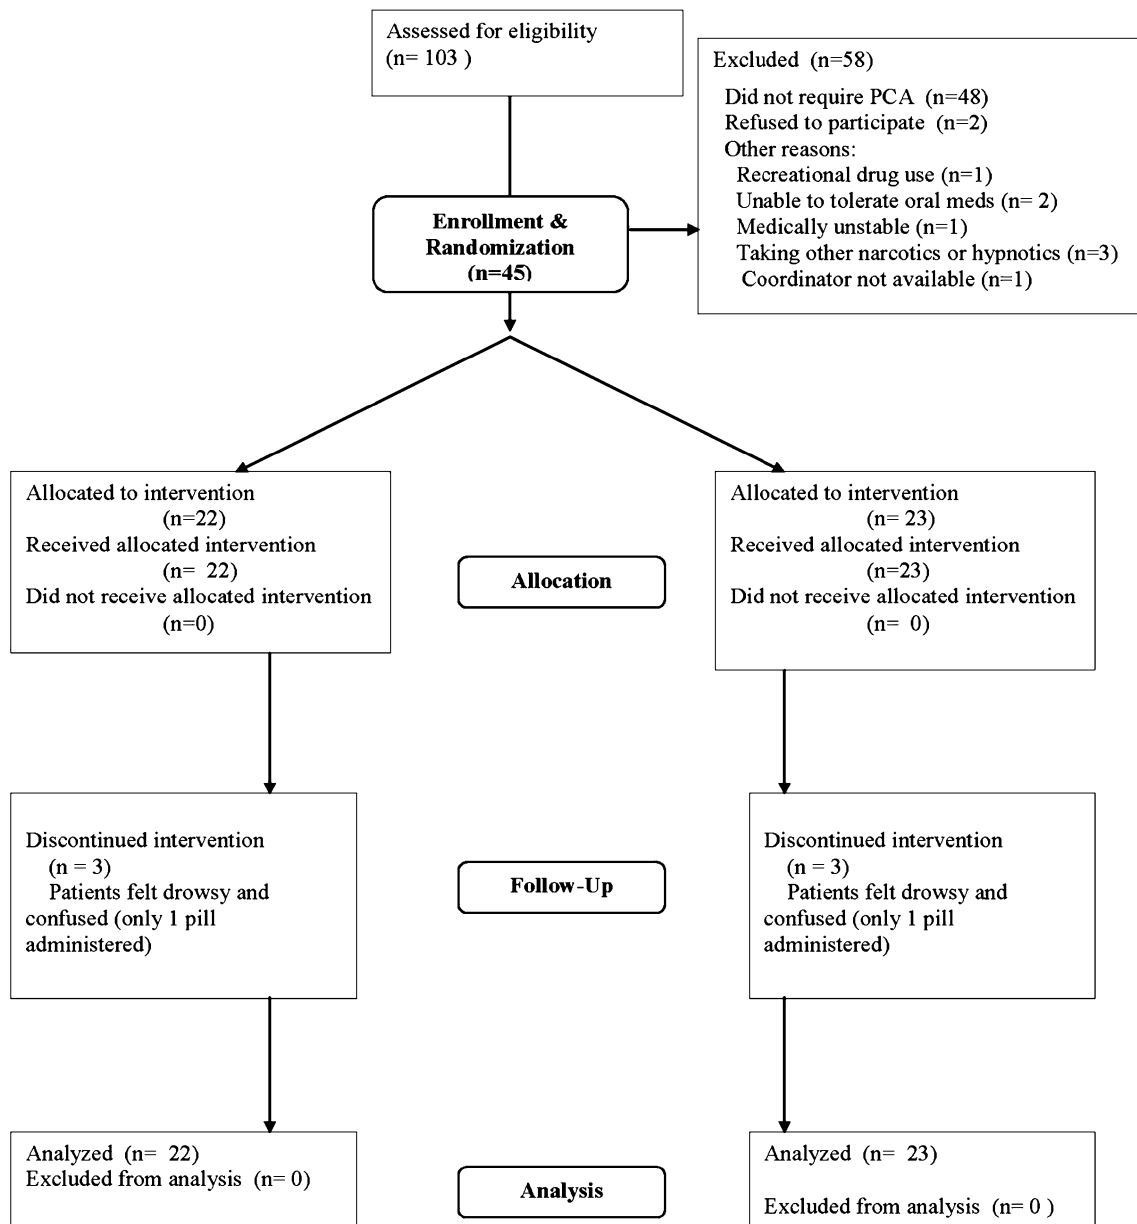 Assessed for eligibility
(n= 103 )
Excluded (n=58)
Did not require PCA (n=48)
Refused to participate (n=2)
Other reasons:
Recreational drug use (n=1)
Unable to tolerate oral meds (n= 2)
Medically unstable (n=1)
Taking other narcotics or hypnotics (n=3)
Coordinator not available (n=1)
Enrollment &
Randomization
(n=45)
Allocated to intervention
(n=22)
Received allocated intervention
(n= 22)
Did not receive allocated intervention
(n=0)
Allocation
Allocated to intervention
(n= 23)
Received allocated intervention
(n=23)
Did not receive allocated intervention
(n= 0)
Discontinued intervention
(n = 3)
Patients felt drowsy and
confused (only 1 pill
administered)
Follow-Up
Discontinued intervention
(n = 3)
Patients felt drowsy and
confused (only 1 pill
administered)
Analyzed (n= 22)
Excluded from analysis (n= 0)
Analysis
Analyzed (n= 23)
Excluded from analysis (n= 0 )